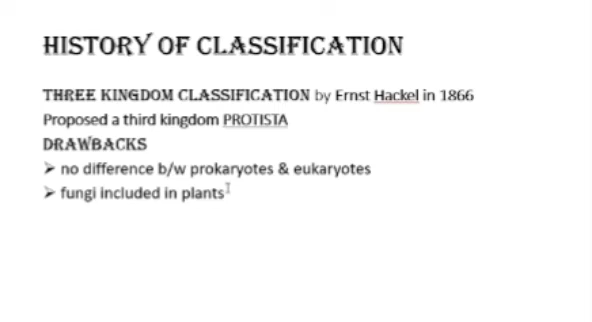 HISTORY OF CLASSIFICATION
THREE KINGDOM CLASSIFICATION by Ernst Hackel in 1866
Proposed a third kingdom PROTISTA
DRAWBACKS
➢ no difference b/w prokaryotes & eukaryotes
➢ fungi included in plants